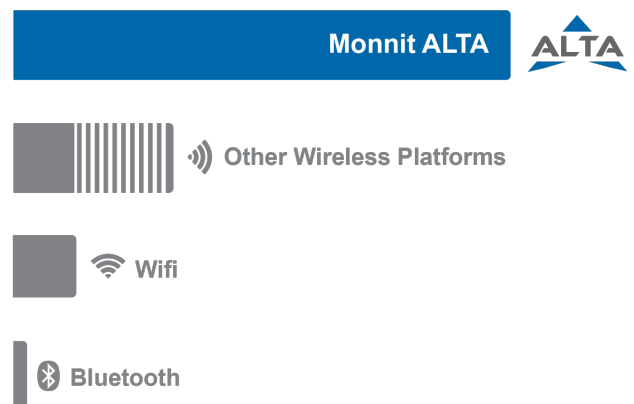 Monnit ALTA
ALTA
Other Wireless Platforms
Wifi
Bluetooth